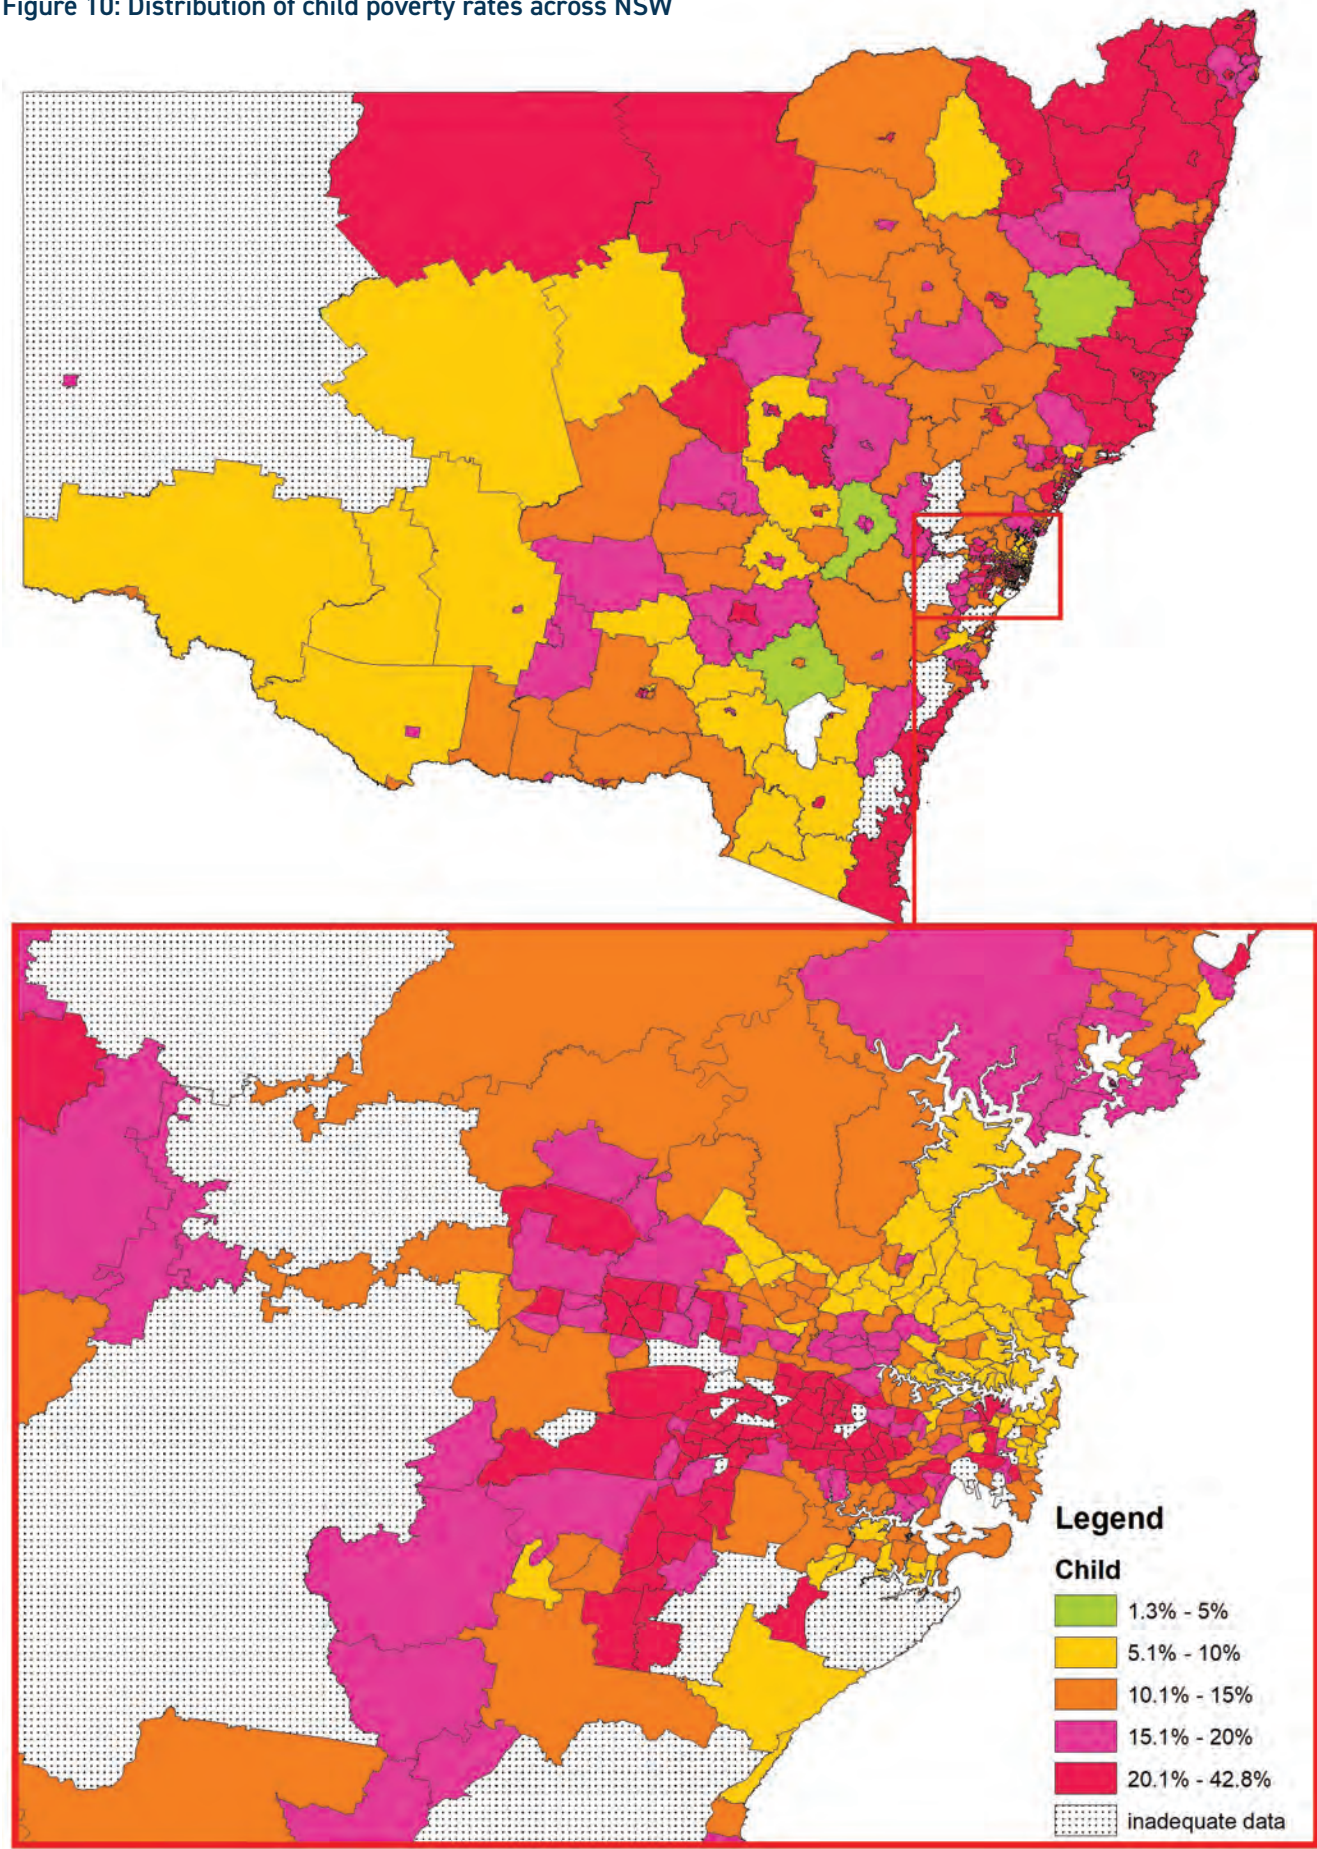 Figure 10: Distribution of child poverty rates across NSW
Legend
Child
1.3% - 5%
5.1% - 10%
10.1% - 15%
15.1% - 20%
20.1% - 42.8%
inadequate data